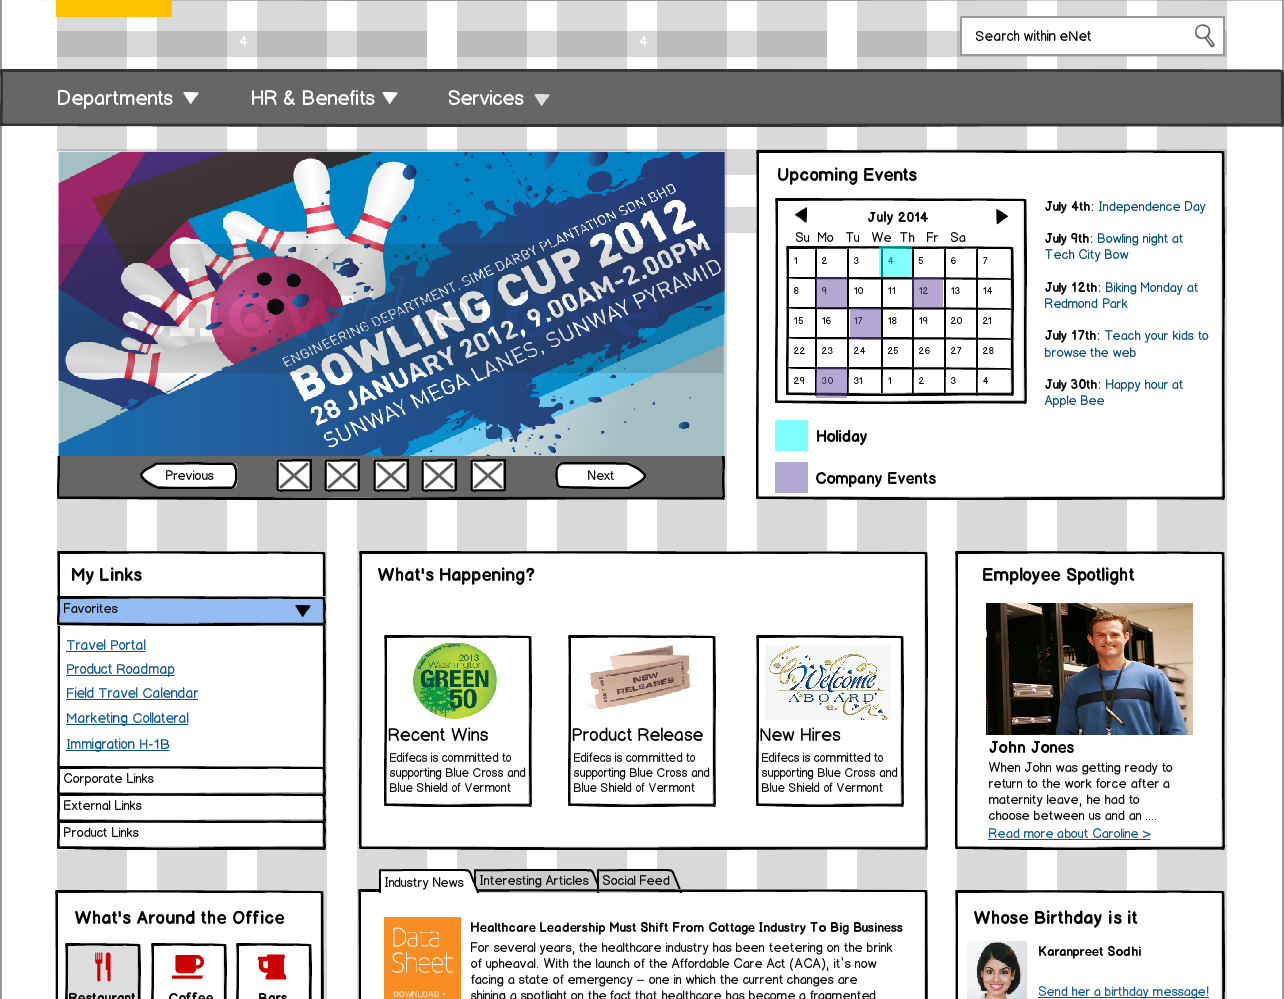 4
4
Search within eNet
Departments
HR & Benefits
Services
ENGINEERING DEPARTMENT, SIME DARBY PLANTATION SDN BHD
BOWLING CUP 2012
28 JANUARY 2012, 9.00AM-2.00PM
SUNWAY MEGA LANES, SUNWAY PYRAMID
Previous
Next
Upcoming Events
July 2014
Su Mo Tu We Th Fr Sa
1 2 3 4 5 6 7
8 9 10 11 12 13 14
15 16 17 18 19 20 21
22 23 24 25 26 27 28
29 30 31 1 2 3 4
Holiday
Company Events
July 4th: Independence Day
July 9th: Bowling night at
Tech City Bow
July 12th: Biking Monday at
Redmond Park
July 17th: Teach your kids to
browse the web
July 30th: Happy hour at
Apple Bee
My Links
Favorites
Travel Portal
Product Roadmap
Field Travel Calendar
Marketing Collateral
Immigration H-1B
Corporate Links
External Links
Product Links
What's Happening?
2013
Washington
GREEN
50
Recent Wins
Edifecs is committed to
supporting Blue Cross and
Blue Shield of Vermont
NEW
RELEASES
Product Release
Edifecs is committed to
supporting Blue Cross and
Blue Shield of Vermont
Welcome
ABOARD
New Hires
Edifecs is committed to
supporting Blue Cross and
Blue Shield of Vermont
Employee Spotlight
John Jones
When John was getting ready to
return to the work force after a
maternity leave, he had to
choose between us and an ....
Read more about Caroline >
What's Around the Office
Restaurant
Coffee
Bars
Industry News
Interesting Articles
Social Feed
Data
Sheet
DOWNLOAD
Healthcare Leadership Must Shift From Cottage Industry To Big Business
For several years, the healthcare industry has been teetering on the brink
of upheaval. With the launch of the Affordable Care Act (ACA), it`s now
facing a state of emergency – one in which the current changes are
shining a spotlight on the fact that healthcare has become a fragmented
Whose Birthday is it
Karanpreet Sodhi
Send her a birthday message!